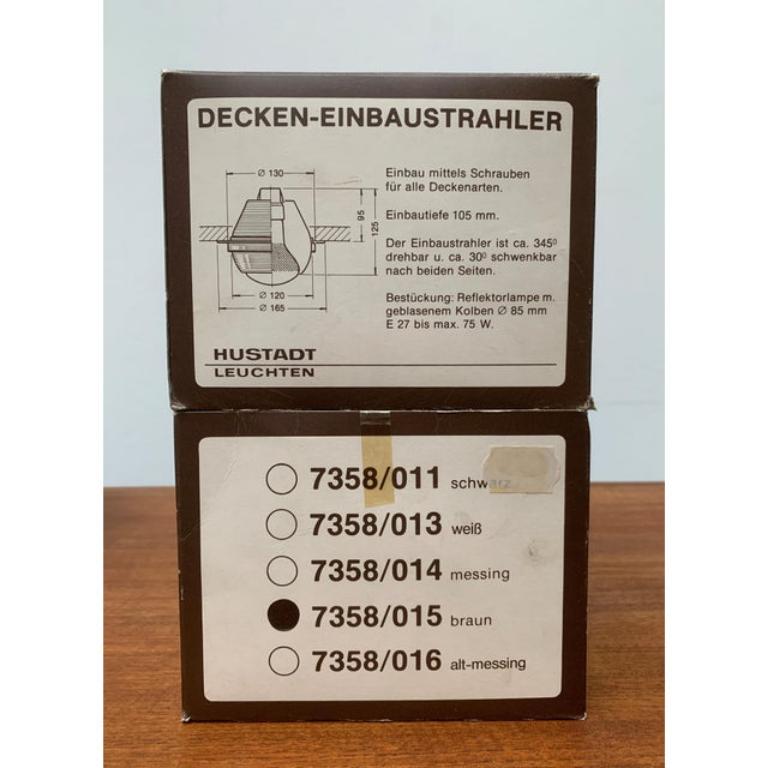 DECKEN-EINBAUSTRAHLER
Ø 130
95
125
Ø 120
Ø 165
Einbau mittels Schrauben
für alle Deckenarten.
Einbautiefe 105 mm.
Der Einbaustrahler ist ca. 345⁰
drehbar u. ca. 30⁰ schwenkbar
nach beiden Seiten.
Bestückung: Reflektorlampe m.
geblasenem Kolben Ø 85 mm
E 27 bis max. 75 W.
HUSTADT
LEUCHTEN
7358/011 schwarz
7358/013 weiß
7358/014 messing
7358/015 braun
7358/016 alt-messing